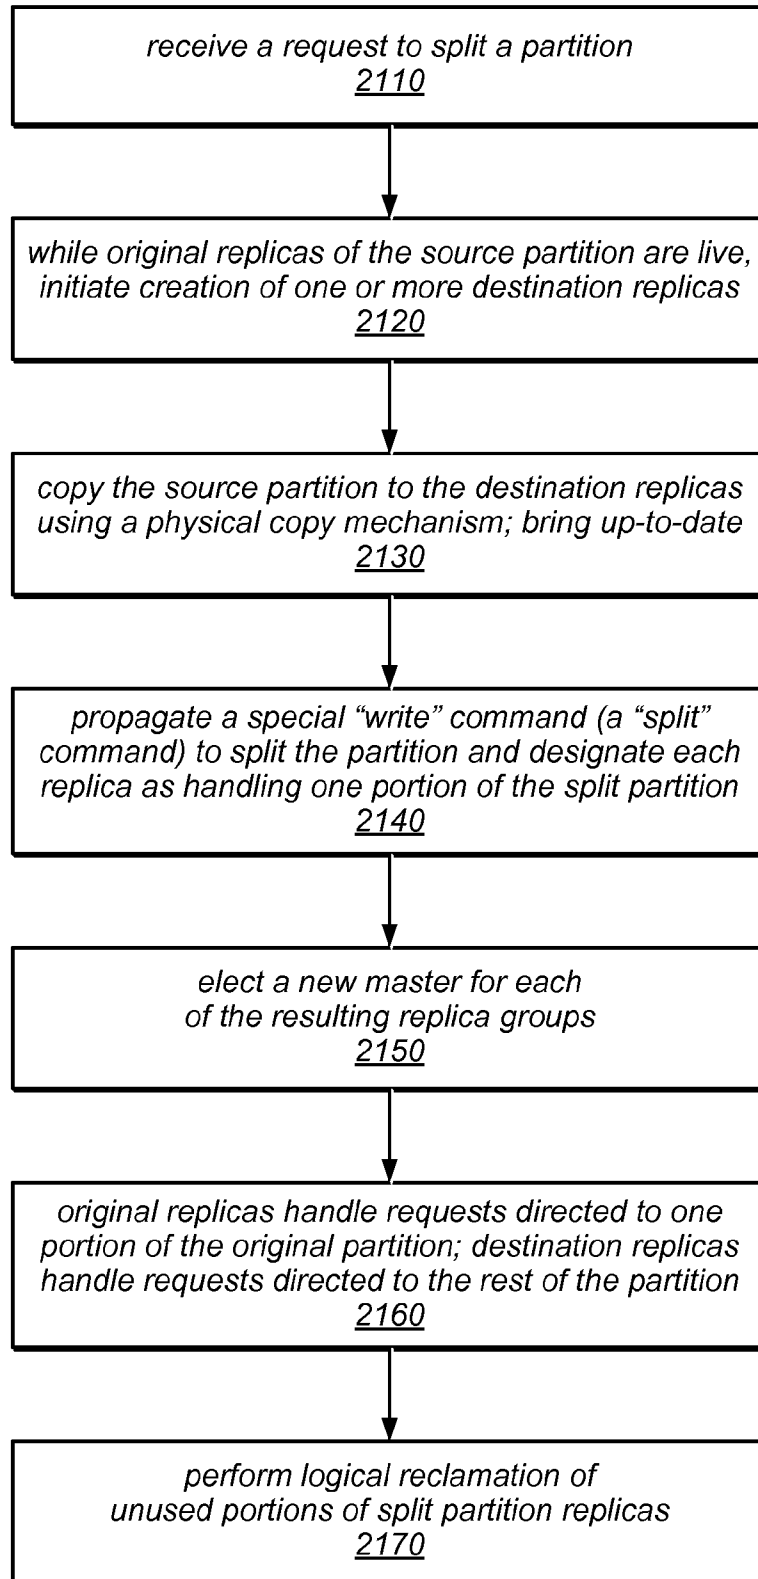 receive a request to split a partition
2110
while original replicas of the source partition are live,
initiate creation of one or more destination replicas
2120
copy the source partition to the destination replicas
using a physical copy mechanism; bring up-to-date
2130
propagate a special “write” command (a “split”
command) to split the partition and designate each
replica as handling one portion of the split partition
2140
elect a new master for each
of the resulting replica groups
2150
original replicas handle requests directed to one
portion of the original partition; destination replicas
handle requests directed to the rest of the partition
2160
perform logical reclamation of
unused portions of split partition replicas
2170